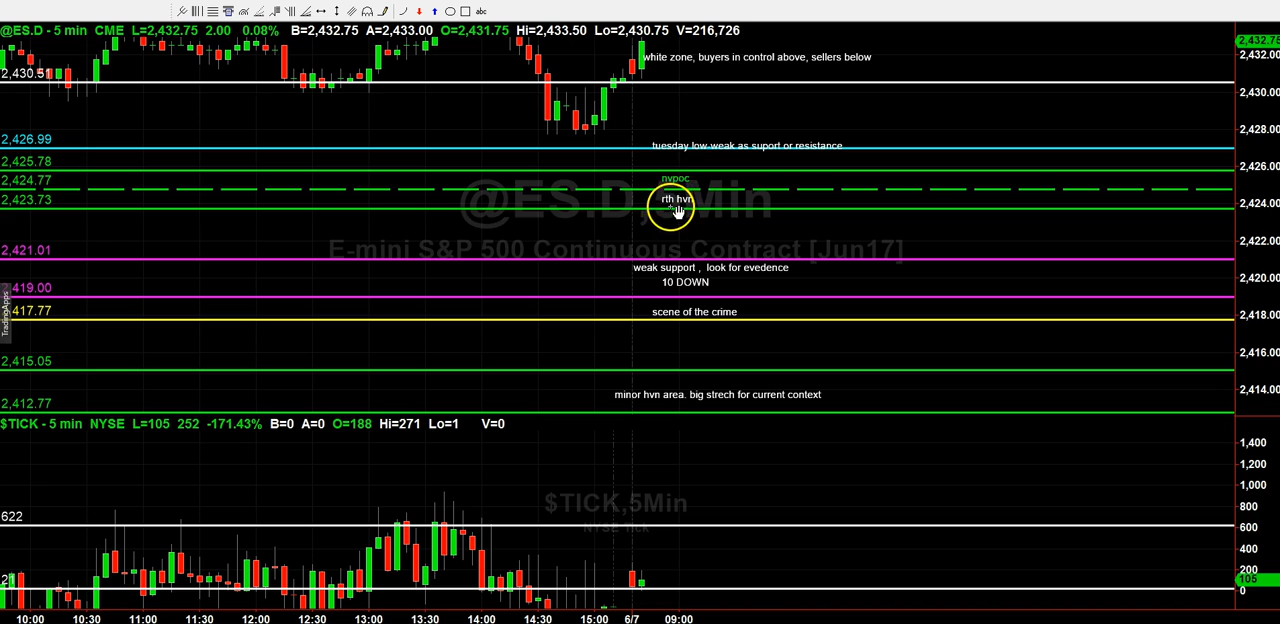 abc
@ES.D - 5 min CME L=2,432.75 2.00 0.08% B=2,432.75 A=2,433.00 O=2,431.75 Hi=2,433.50 Lo=2,430.75 V=216,726
2,432.75
2,432.00
white zone, buyers in control above, sellers below
2,430.51
2,430.00
2,428.00
2,426.99
tuesday low-weak as suport or resistance
2,425.78
2,426.00
2,424.77
nvpoc
2,423.73
rth hvn
2,424.00
@ES.D,5Min
E-mini S&P 500 Continuous Contract [Jun17]
2,422.00
2,421.01
weak support , look for evedence
2,420.00
10 DOWN
2,419.00
TradingApps
2,417.77
scene of the crime
2,418.00
2,416.00
2,415.05
2,414.00
minor hvn area. big strech for current context
2,412.77
$TICK - 5 min NYSE L=105 252 -171.43% B=0 A=0 O=188 Hi=271 Lo=1 V=0
1,400
1,200
1,000
$TICK,5Min
NYSE Tick
800
622
600
400
200
105
0
10:00 10:30 11:00 11:30 12:00 12:30 13:00 13:30 14:00 14:30 15:00 6/7 09:00